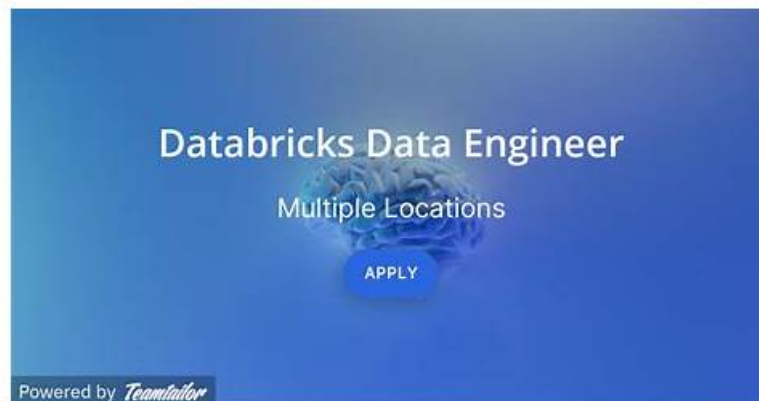 Databricks Data Engineer
Multiple Locations
APPLY
Powered by Teamtailor